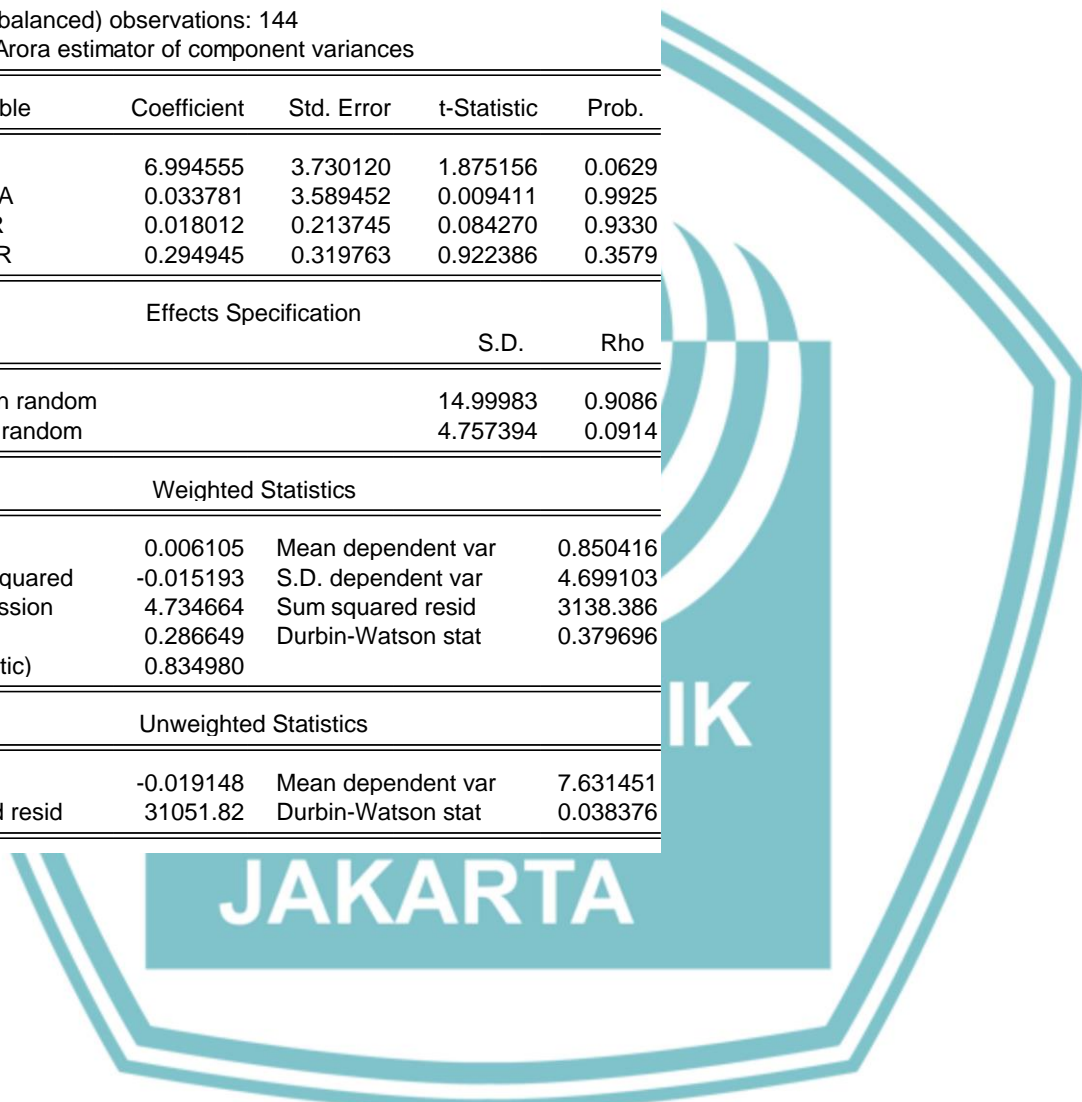 balanced) observations: 144
Arora estimator of component variances
ble Coefficient Std. Error t-Statistic Prob.
6.994555 3.730120 1.875156 0.0629
A 0.033781 3.589452 0.009411 0.9925
R 0.018012 0.213745 0.084270 0.9330
R 0.294945 0.319763 0.922386 0.3579
Effects Specification
S.D. Rho
n random 14.99983 0.9086
random 4.757394 0.0914
Weighted Statistics
0.006105 Mean dependent var 0.850416
quared -0.015193 S.D. dependent var 4.699103
ssion 4.734664 Sum squared resid 3138.386
0.286649 Durbin-Watson stat 0.379696
tic) 0.834980
Unweighted Statistics
-0.019148 Mean dependent var 7.631451
d resid 31051.82 Durbin-Watson stat 0.038376
IK
JAKARTA